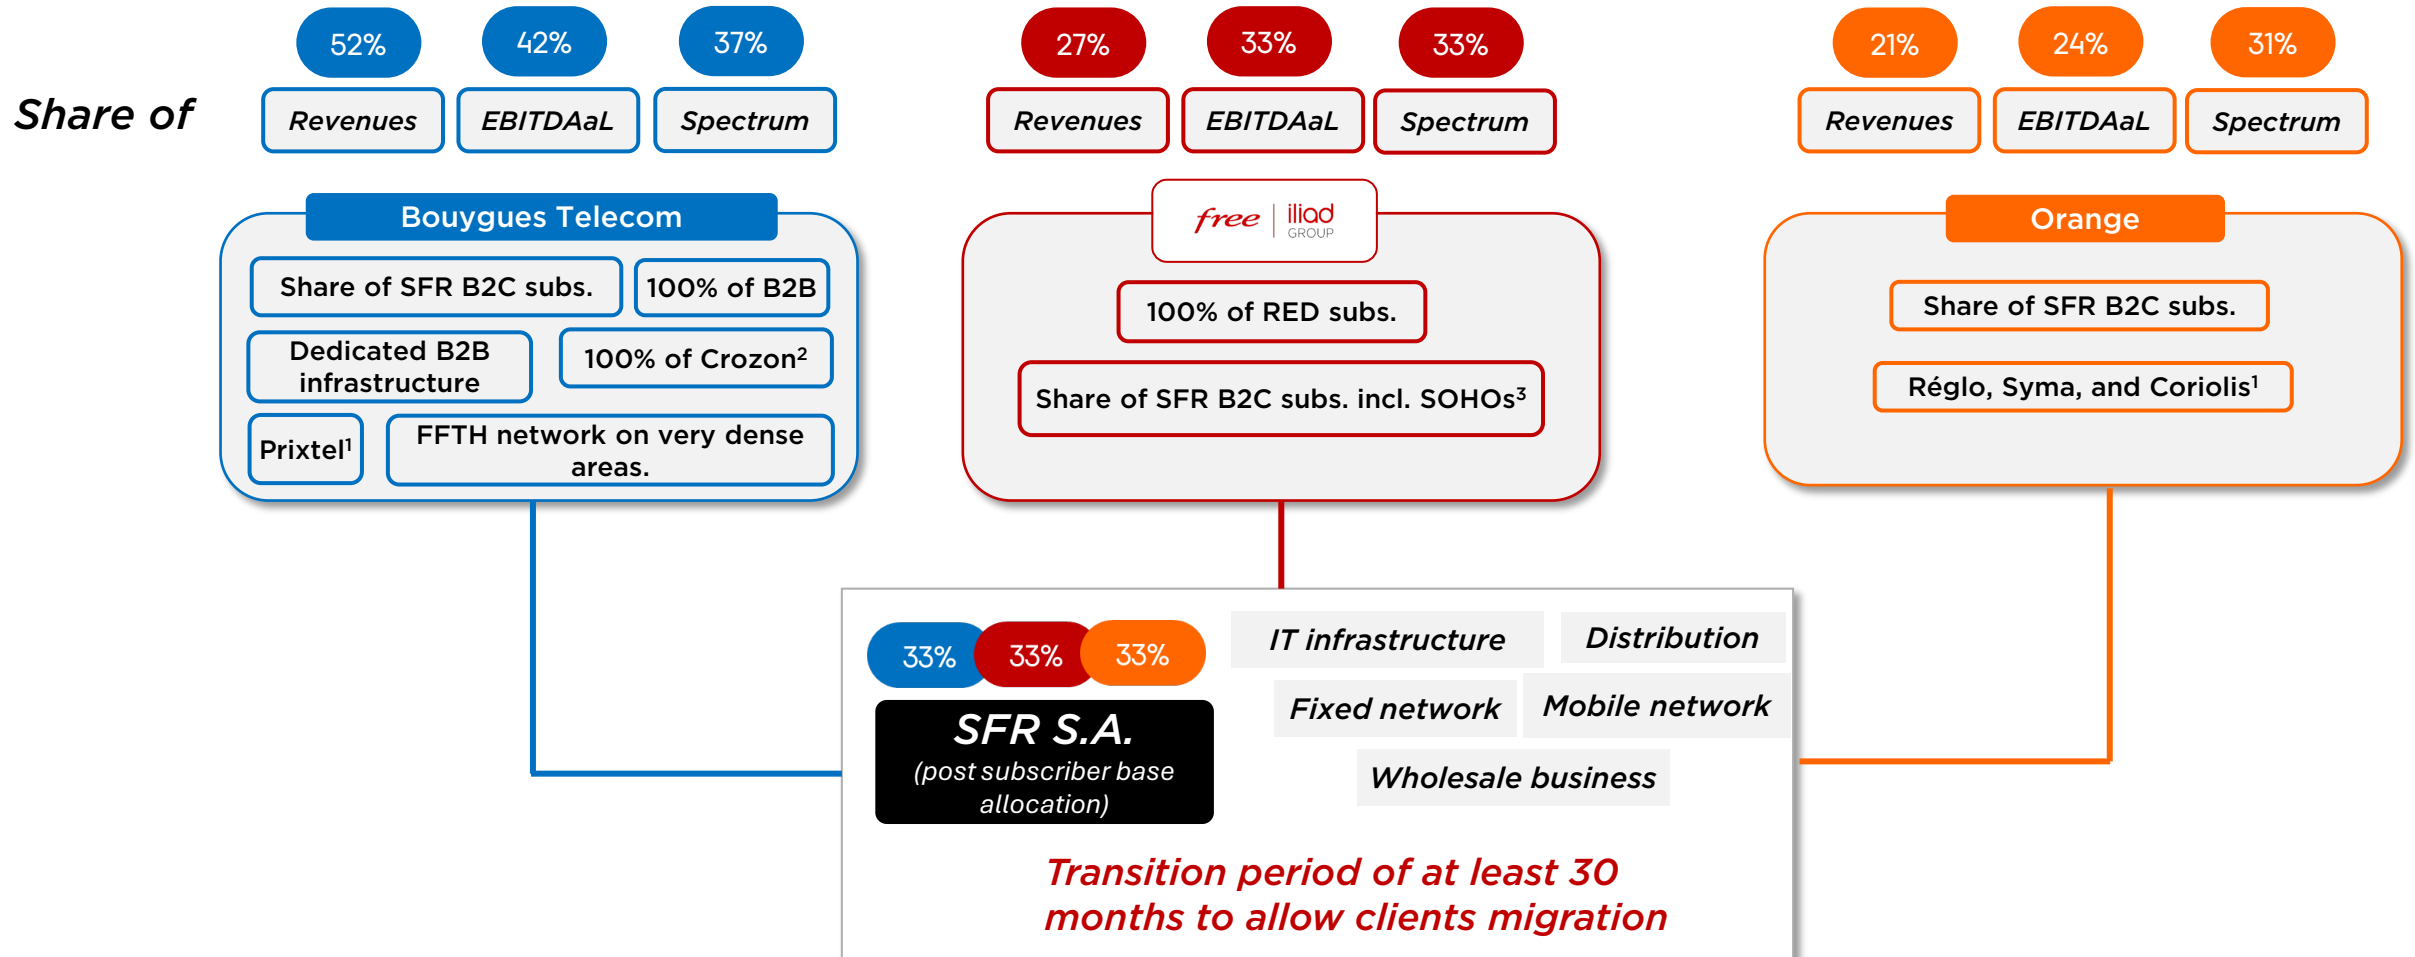 52% 42% 37% 27% 33% 33% 21% 24% 31%
Share of Revenues EBITDAaL Spectrum Revenues EBITDAaL Spectrum Revenues EBITDAaL Spectrum
Bouygues Telecom
Share of SFR B2C subs. 100% of B2B
Dedicated B2B
infrastructure
100% of Crozon²
Prixtel¹
FFTH network on very dense
areas.
free iliad
GROUP
100% of RED subs.
Share of SFR B2C subs. incl. SOHOs³
Orange
Share of SFR B2C subs.
Réglo, Syma, and Coriolis¹
33% 33% 33%
SFR S.A.
(post subscriber base
allocation)
IT infrastructure Distribution
Fixed network Mobile network
Wholesale business
Transition period of at least 30
months to allow clients migration